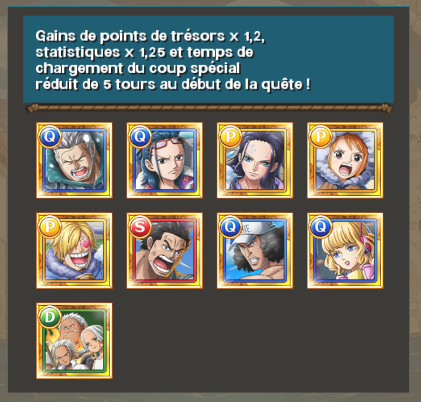 Gains de points de trésors x 1,2,
statistiques x 1,25 et temps de
chargement du coup spécial
réduit de 5 tours au début de la quête !
Q Q P P
P S Q Q
D